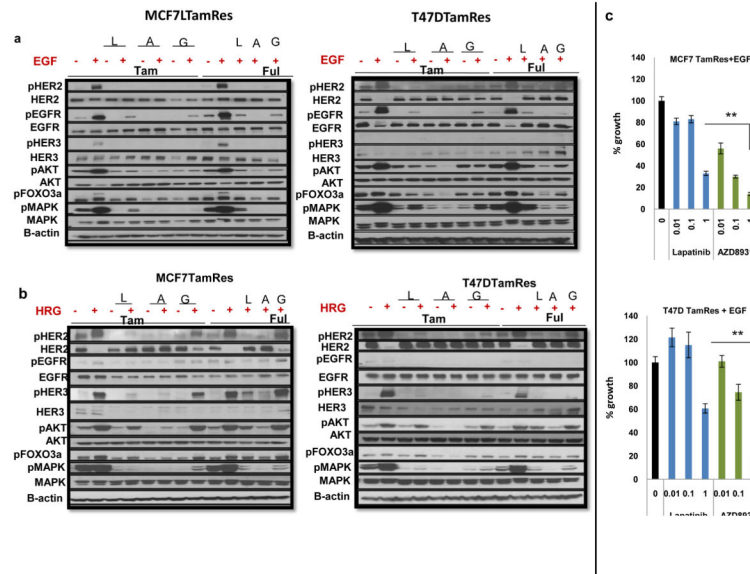 MCF7LTamRes
T47DTamRes
c
a
L A G L A G
L A G L A G
EGF - + - + - + - + - + + + +
EGF - + - + - + - + - + + + +
Tam Ful
Tam Ful
pHER2
HER2
pEGFR
EGFR
pHER3
HER3
pAKT
AKT
pFOXO3a
pMAPK
MAPK
B-actin
pHER2
HER2
pEGFR
EGFR
pHER3
HER3
pAKT
AKT
pFOXO3a
pMAPK
MAPK
B-actin
MCF7 TamRes+EGF
% growth
140
120
100
80
60
40
20
0
**
0 0.01 0.1 1 0.01 0.1
Lapatinib AZD893
b
MCF7TamRes
T47DTamRes
L A G L A G
L A G L A G
HRG - + - + - + - + - + + + +
HRG - + - + - + - + - + + + +
Tam Ful
Tam Ful
pHER2
HER2
pEGFR
EGFR
pHER3
HER3
pAKT
AKT
pFOXO3a
pMAPK
MAPK
B-actin
pHER2
HER2
pEGFR
EGFR
pHER3
HER3
pAKT
AKT
pFOXO3a
pMAPK
MAPK
B-actin
T47D TamRes + EGF
% growth
140
120
100
80
60
40
20
0
**
0 0.01 0.1 1 0.01 0.1
Lapatinib AZD893